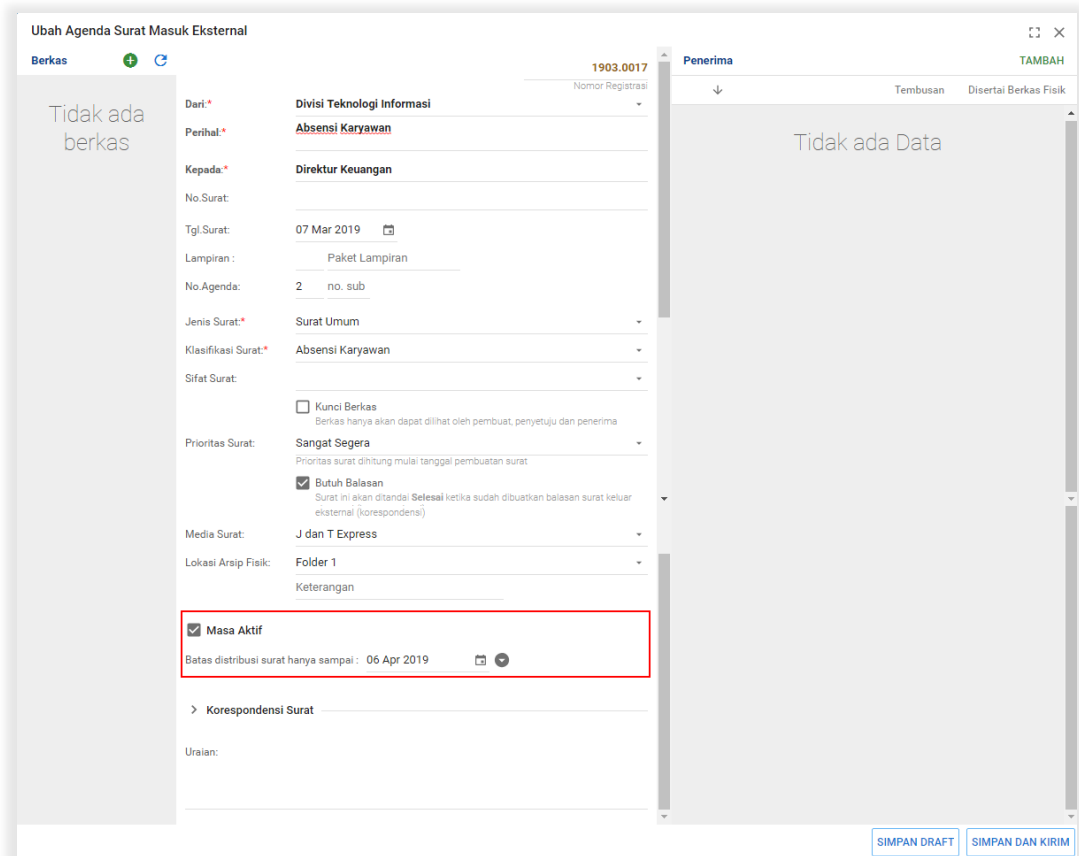 Ubah Agenda Surat Masuk Eksternal
Berkas
Tidak ada
berkas
1903.0017
Nomor Registrasi
Dari:* Divisi Teknologi Informasi
Perihal:* Absensi Karyawan
Kepada:* Direktur Keuangan
No.Surat:
Tgl.Surat: 07 Mar 2019
Lampiran : Paket Lampiran
No.Agenda: 2 no. sub
Jenis Surat:* Surat Umum
Klasifikasi Surat:* Absensi Karyawan
Sifat Surat:
Kunci Berkas
Berkas hanya akan dapat dilihat oleh pembuat, penyetuju dan penerima
Prioritas Surat: Sangat Segera
Prioritas surat dihitung mulai tanggal pembuatan surat
Butuh Balasan
Surat ini akan ditandai Selesai ketika sudah dibuatkan balasan surat keluar
eksternal (korespondensi)
Media Surat: J dan T Express
Lokasi Arsip Fisik: Folder 1
Keterangan
Masa Aktif
Batas distribusi surat hanya sampai : 06 Apr 2019
Korespondensi Surat
Uraian:
Penerima TAMBAH
Tembusan Disertai Berkas Fisik
Tidak ada Data
SIMPAN DRAFT SIMPAN DAN KIRIM